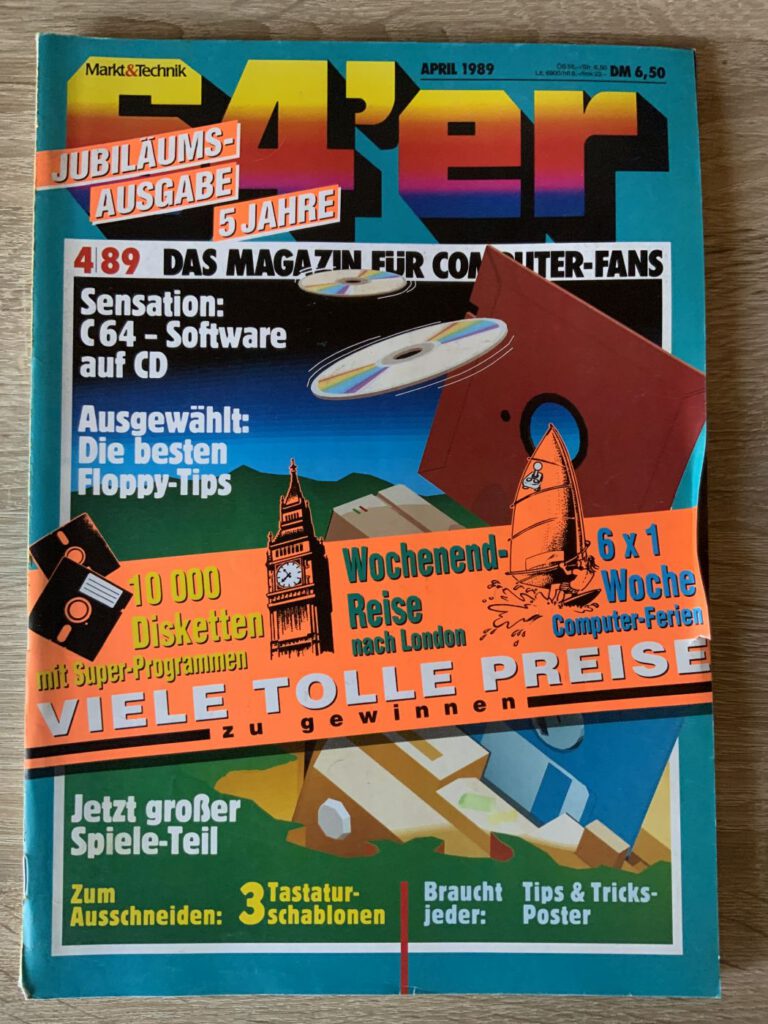 Markt&Technik
APRIL 1989
DM 6,50
64'er
JUBILÄUMS-
AUSGABE
5 JAHRE
4|89 DAS MAGAZIN FÜR COMPUTER-FANS
Sensation:
C64 – Software
auf CD
Ausgewählt:
Die besten
Floppy-Tips
10 000
Disketten
mit Super-Programmen
Wochenend-
Reise
nach London
6 x 1
Woche
Computer-Ferien
VIELE TOLLE PREISE
zu gewinnen
Jetzt großer
Spiele-Teil
Zum
Ausschneiden:
3 Tastatur-
schablonen
Braucht
jeder:
Tips & Tricks-
Poster